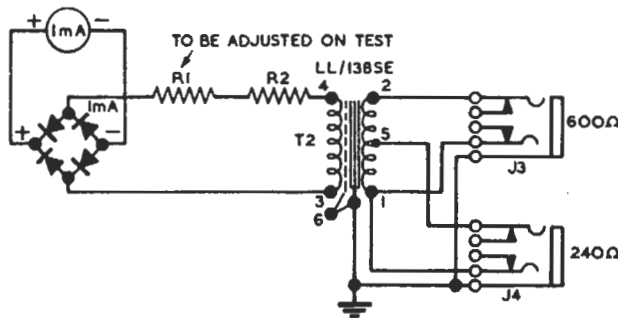 + 1mA −
TO BE ADJUSTED ON TEST
R1 R2 LL/138SE
1mA
4 2
+ −
T2 5
600Ω
J3
3 1
6
240Ω
J4